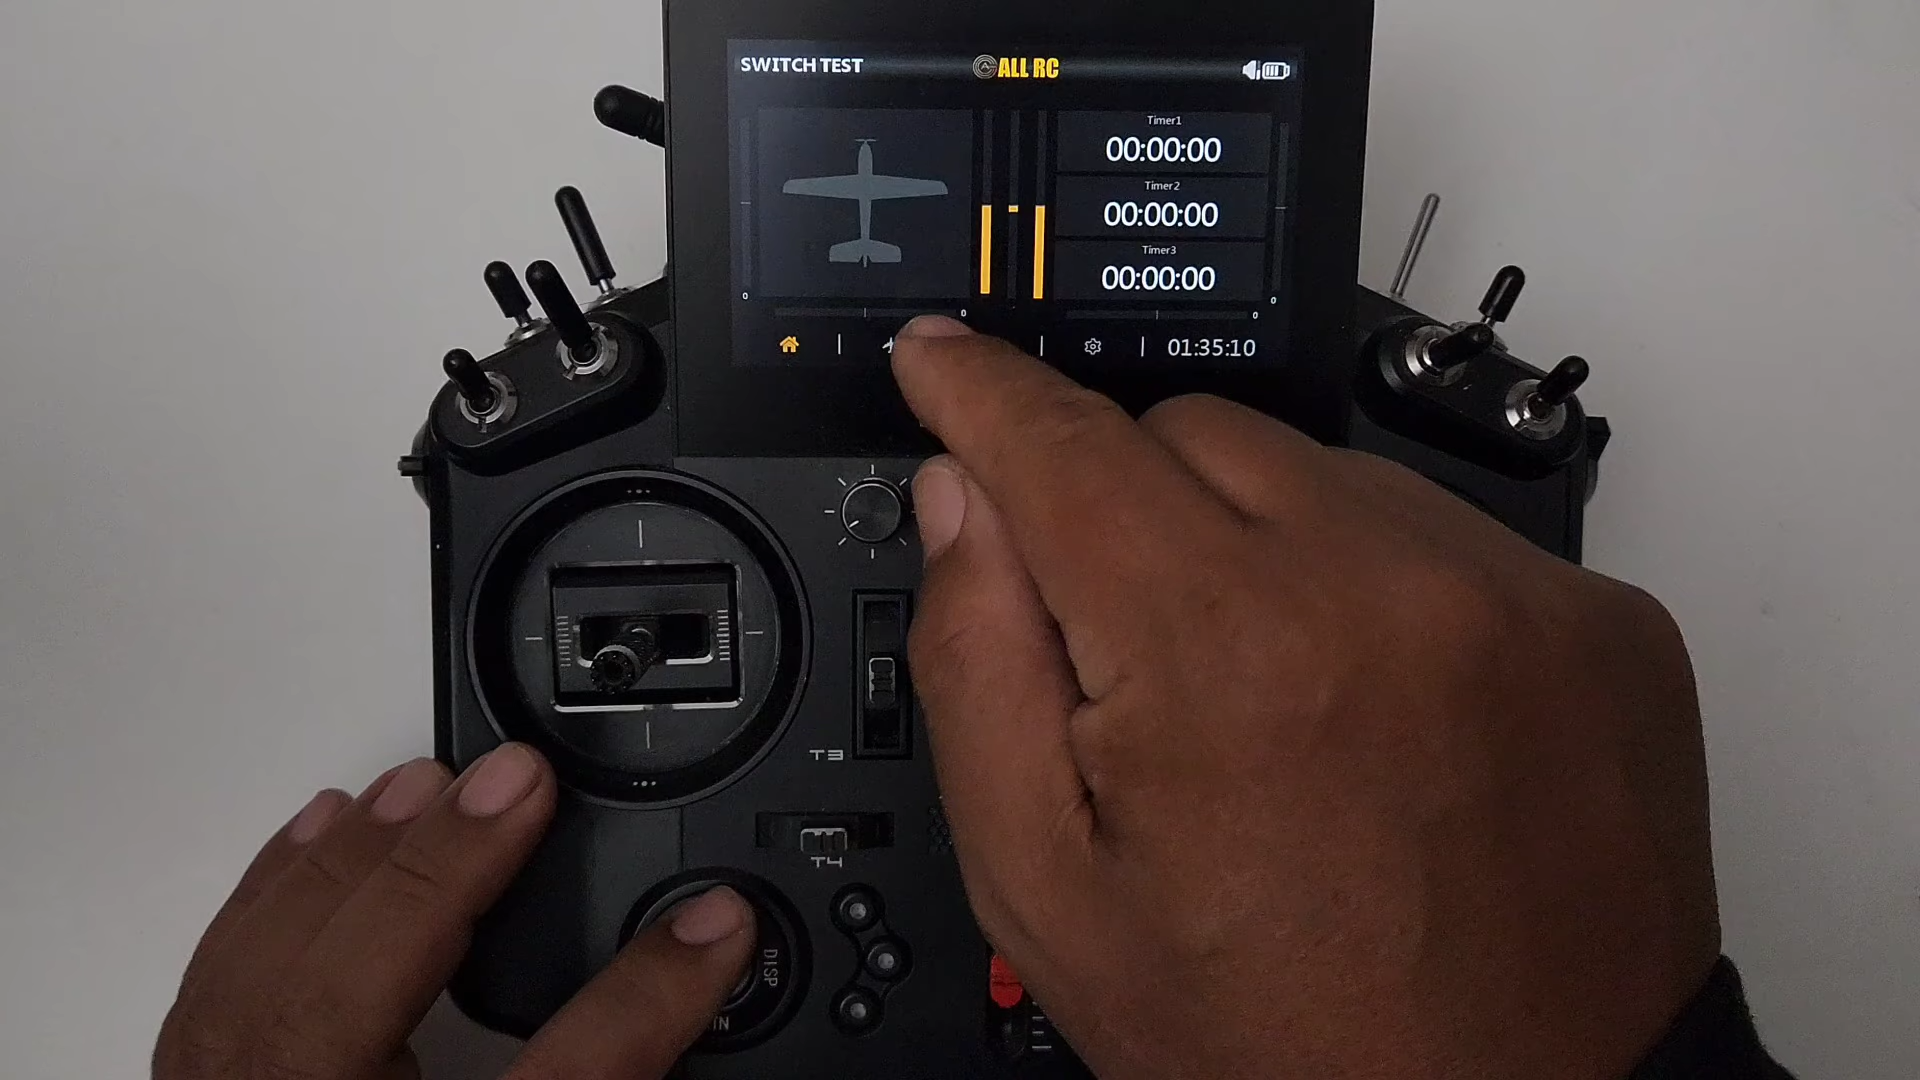 SWITCH TEST
ALL RC
Timer1
00:00:00
Timer2
00:00:00
Timer3
00:00:00
0
0
0
0
01:35:10
T3
T4
DISP